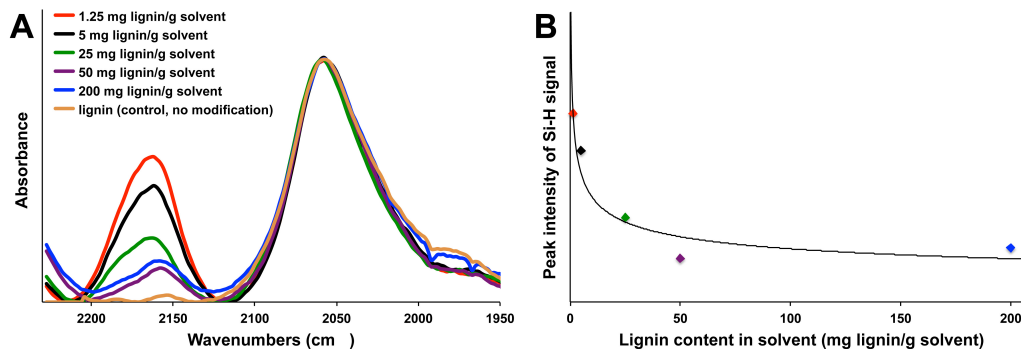 A
1.25 mg lignin/g solvent
5 mg lignin/g solvent
25 mg lignin/g solvent
50 mg lignin/g solvent
200 mg lignin/g solvent
lignin (control, no modification)
Absorbance
2200 2150 2100 2050 2000 1950
Wavenumbers (cm )
B
Peak intensity of Si-H signal
0 50 100 150 200
Lignin content in solvent (mg lignin/g solvent)